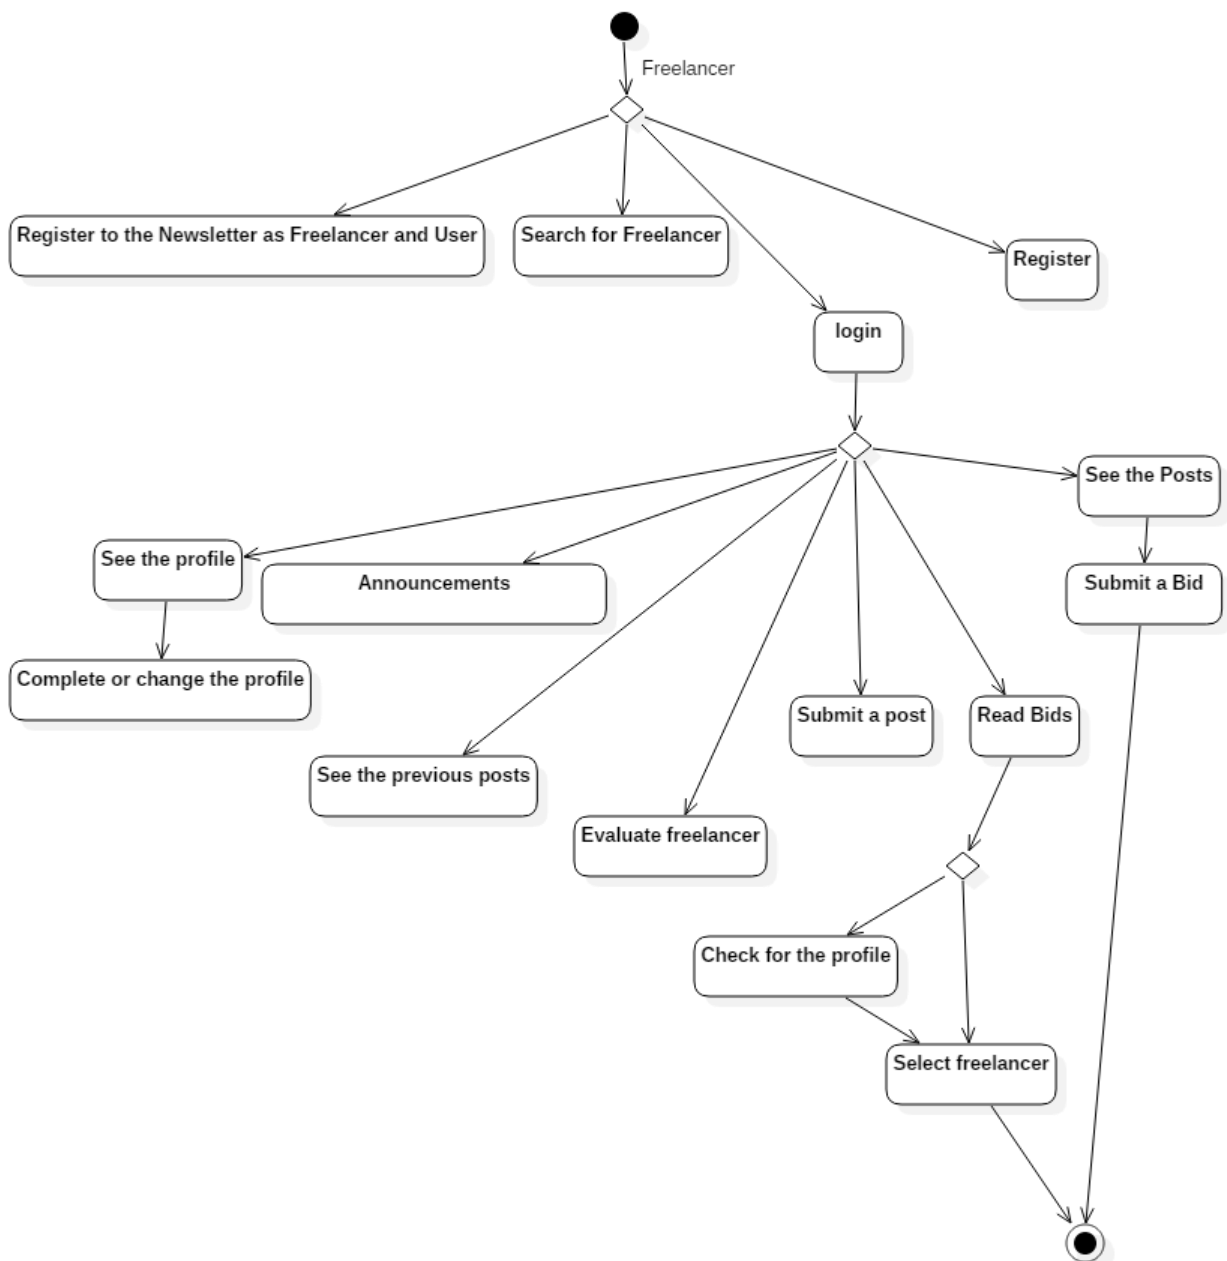 Freelancer
Register to the Newsletter as Freelancer and User
Search for Freelancer
Register
login
See the Posts
See the profile
Announcements
Submit a Bid
Complete or change the profile
Submit a post
Read Bids
See the previous posts
Evaluate freelancer
Check for the profile
Select freelancer